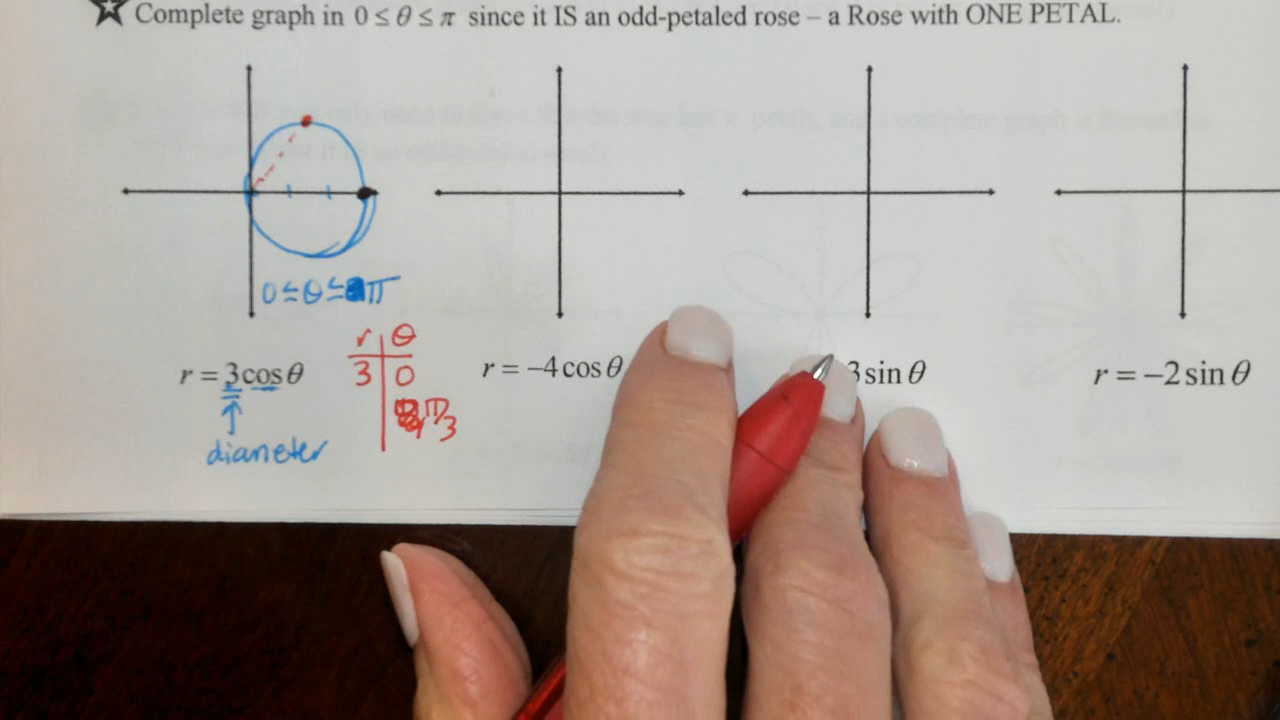 Complete graph in 0 ≤ θ ≤ π since it IS an odd-petaled rose – a Rose with ONE PETAL.
0 ≤ θ ≤ π
r = 3cosθ
diameter
r θ
3 0
π/3
r = −4cosθ
3sinθ
r = −2sinθ